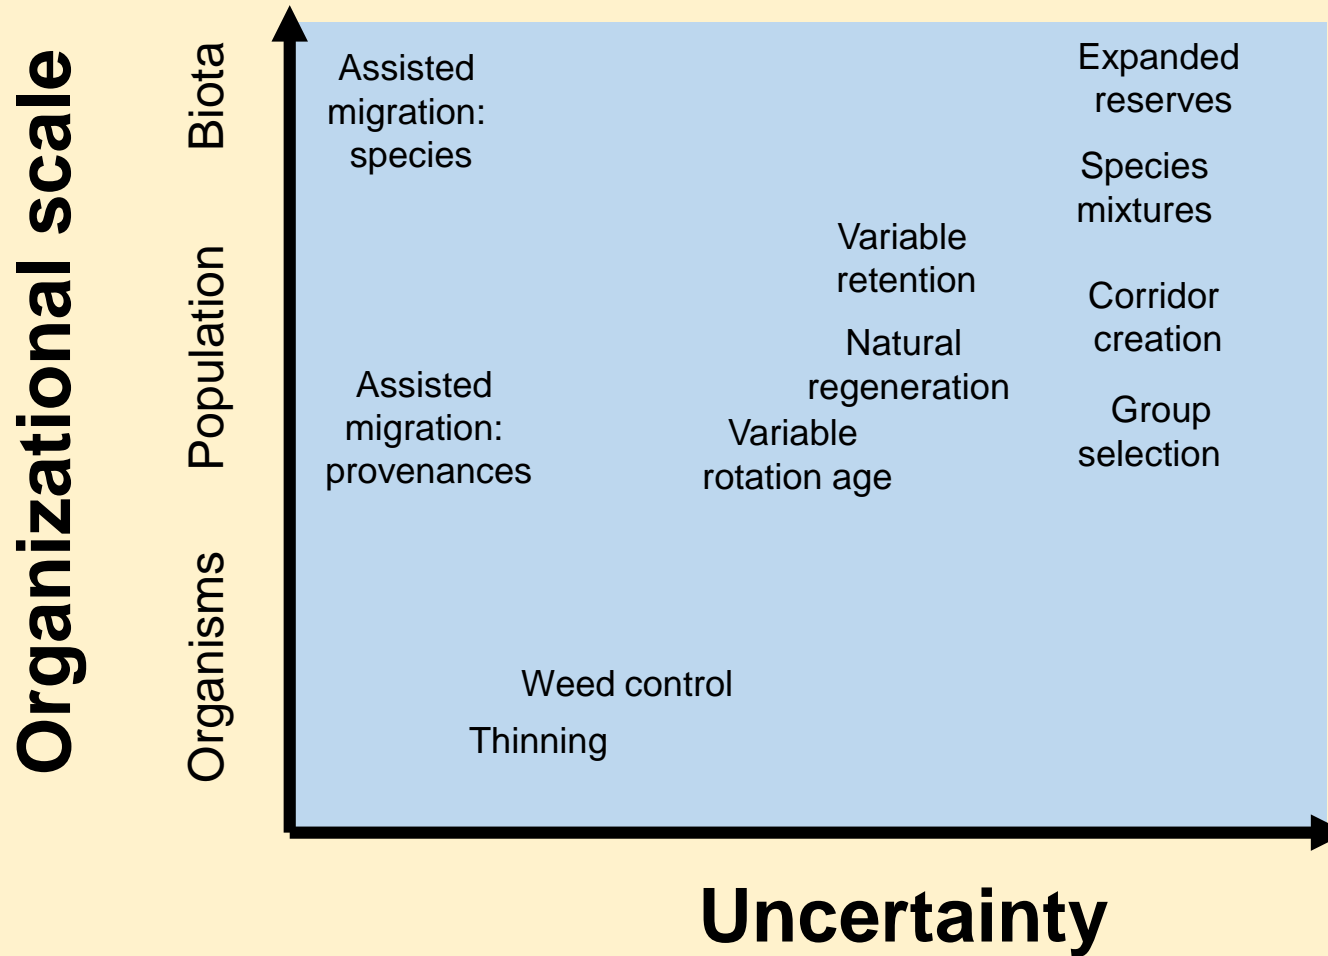 Organizational scale
Biota
Population
Organisms
Assisted
migration:
species
Expanded
reserves
Species
mixtures
Variable
retention
Corridor
creation
Natural
regeneration
Assisted
migration:
provenances
Variable
rotation age
Group
selection
Weed control
Thinning
Uncertainty